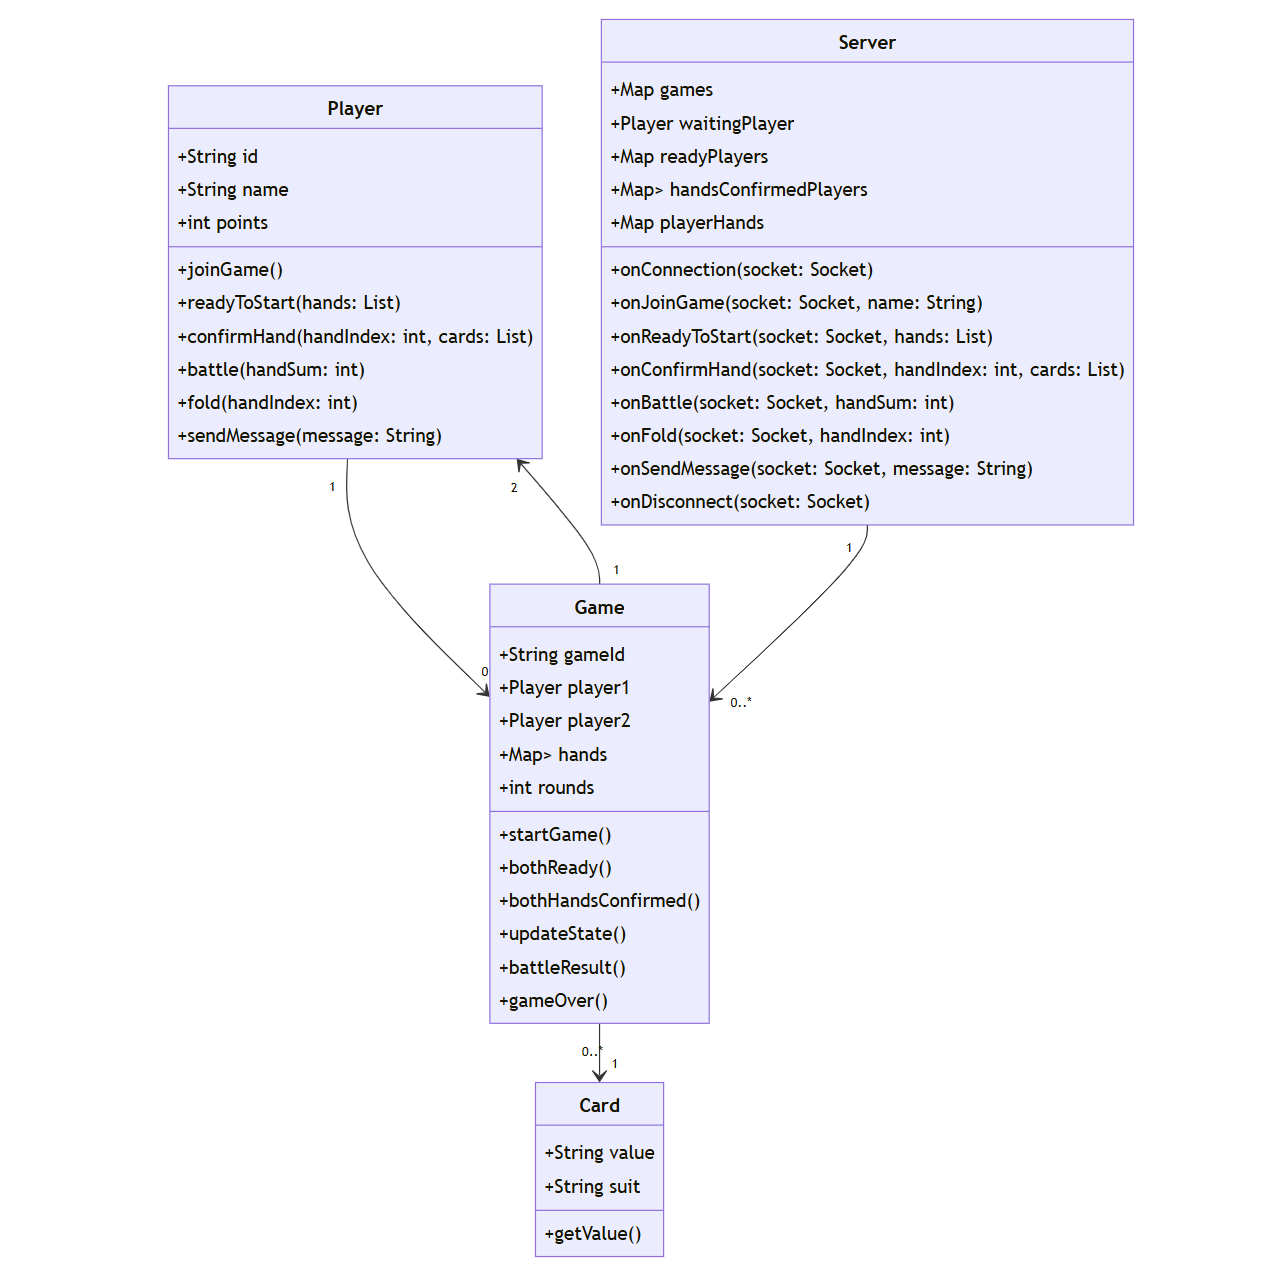 Server
+Map games
+Player waitingPlayer
+Map readyPlayers
+Map> handsConfirmedPlayers
+Map playerHands
+onConnection(socket: Socket)
+onJoinGame(socket: Socket, name: String)
+onReadyToStart(socket: Socket, hands: List)
+onConfirmHand(socket: Socket, handIndex: int, cards: List)
+onBattle(socket: Socket, handSum: int)
+onFold(socket: Socket, handIndex: int)
+onSendMessage(socket: Socket, message: String)
+onDisconnect(socket: Socket)
Player
+String id
+String name
+int points
+joinGame()
+readyToStart(hands: List)
+confirmHand(handIndex: int, cards: List)
+battle(handSum: int)
+fold(handIndex: int)
+sendMessage(message: String)
1
2
1
1
0
0..*
Game
+String gameId
+Player player1
+Player player2
+Map> hands
+int rounds
+startGame()
+bothReady()
+bothHandsConfirmed()
+updateState()
+battleResult()
+gameOver()
0..*
1
Card
+String value
+String suit
+getValue()